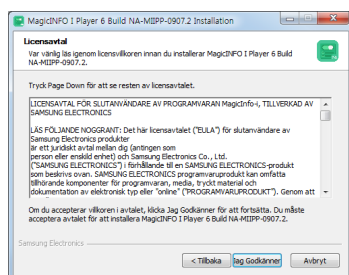 MagicINFO I Player 6 Build NA-MIIPP-0907.2 Installation
Licensavtal
Var vänlig läs igenom licensvillkoren innan du installerar MagicINFO I Player 6 Build
NA-MIIPP-0907.2.
Tryck Page Down för att se resten av licensavtalet.
LICENSAVTAL FÖR SLUTANVÄNDARE AV PROGRAMVARAN MagicInfo-i, TILLVERKAD AV
SAMSUNG ELECTRONICS
LÄS FÖLJANDE NOGGRANT: Det här licensavtalet ("EULA") för slutanvändare av
Samsung Electronics produkter
är ett juridiskt avtal mellan dig (antingen som
person eller enskild enhet) och Samsung Electronics Co., Ltd.
("SAMSUNG ELECTRONICS") i förhållande till en SAMSUNG ELECTRONICS-produkt
som beskrivs ovan. SAMSUNG ELECTRONICS programvaruprodukt kan omfatta
tillhörande komponenter för programvaran, media, tryckt material och
dokumentation av elektronisk typ eller "online" ("PROGRAMVARUPRODUKT"). Genom att
Om du accepterar villkoren i avtalet, klicka Jag Godkänner för att fortsätta. Du måste
acceptera avtalet för att installera MagicINFO I Player 6 Build NA-MIIPP-0907.2.
Samsung Electronics
< Tillbaka Jag Godkänner Avbryt